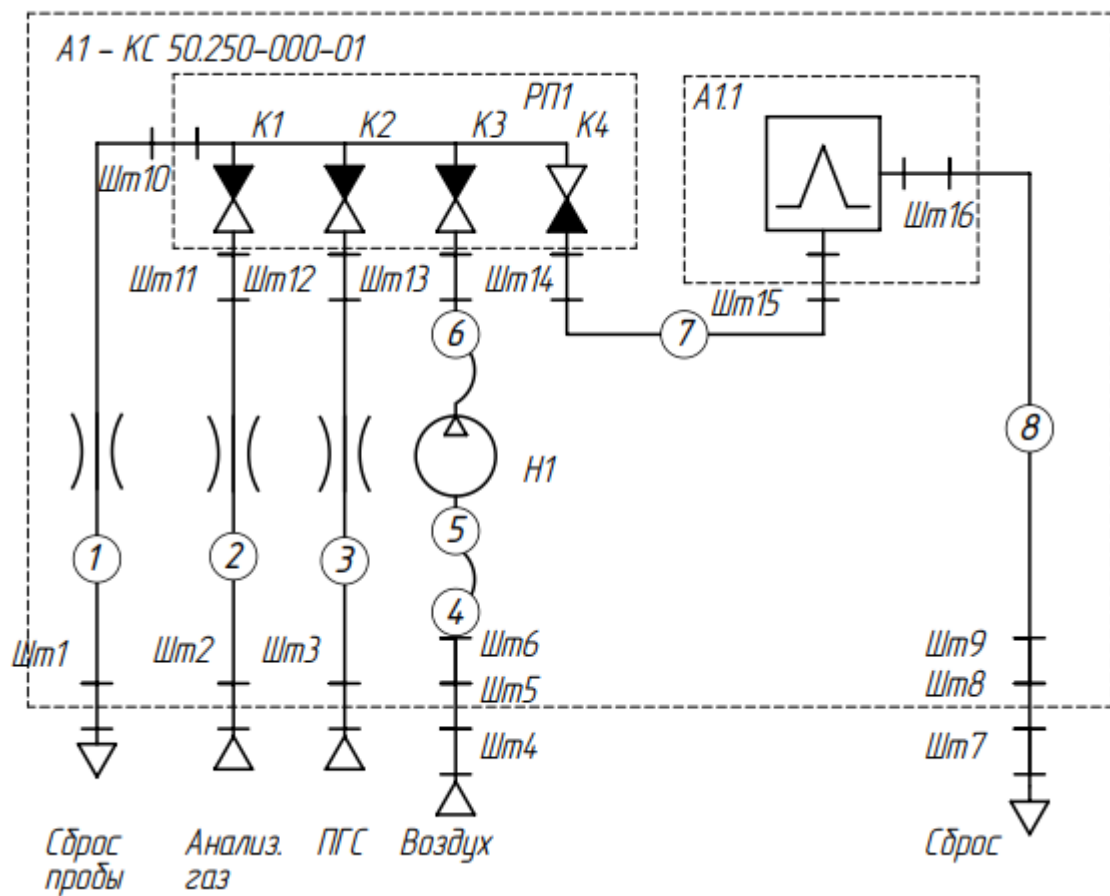 А1 - КС 50.250-000-01
РП1
А1.1
К1
К2
К3
К4
Шт10
Шт16
Шт11
Шт12
Шт13
Шт14
Шт15
6
7
8
Н1
5
1
2
3
4
Шт1
Шт2
Шт3
Шт6
Шт9
Шт5
Шт8
Шт4
Шт7
Сброс
пробы
Анализ.
газ
ПГС
Воздух
Сброс